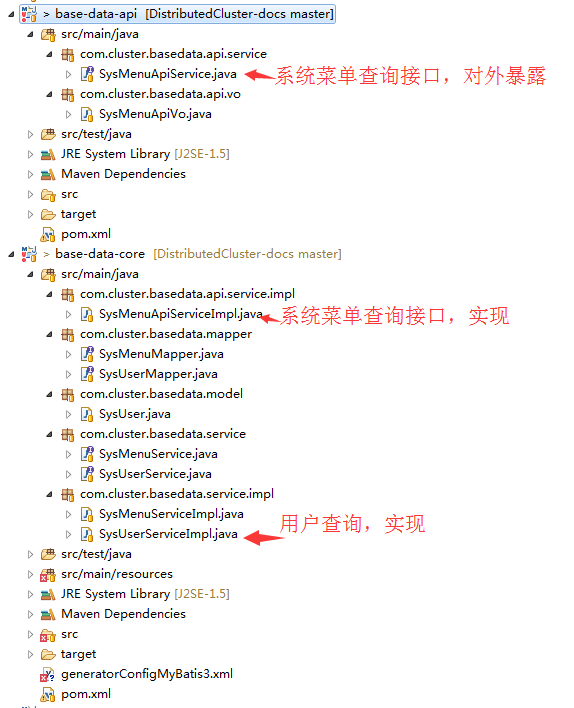 > base-data-api [DistributedCluster-docs master]
src/main/java
com.cluster.basedata.api.service
SysMenuApiService.java 系统菜单查询接口，对外暴露
com.cluster.basedata.api.vo
SysMenuApiVo.java
src/test/java
JRE System Library [J2SE-1.5]
Maven Dependencies
src
target
pom.xml
> base-data-core [DistributedCluster-docs master]
src/main/java
com.cluster.basedata.api.service.impl
SysMenuApiServiceImpl.java 系统菜单查询接口，实现
com.cluster.basedata.mapper
SysMenuMapper.java
SysUserMapper.java
com.cluster.basedata.model
SysUser.java
com.cluster.basedata.service
SysMenuService.java
SysUserService.java
com.cluster.basedata.service.impl
SysMenuServiceImpl.java
SysUserServiceImpl.java 用户查询，实现
src/test/java
src/main/resources
JRE System Library [J2SE-1.5]
Maven Dependencies
src
target
generatorConfigMyBatis3.xml
pom.xml